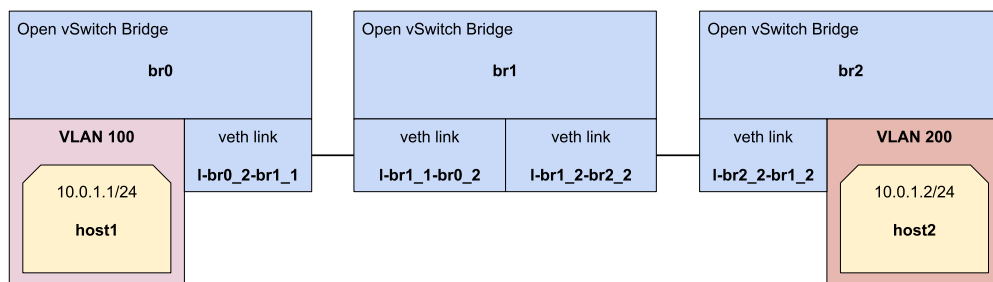 Open vSwitch Bridge
br0
VLAN 100
10.0.1.1/24
host1
veth link
l-br0_2-br1_1
Open vSwitch Bridge
br1
veth link
l-br1_1-br0_2
veth link
l-br1_2-br2_2
Open vSwitch Bridge
br2
veth link
l-br2_2-br1_2
VLAN 200
10.0.1.2/24
host2